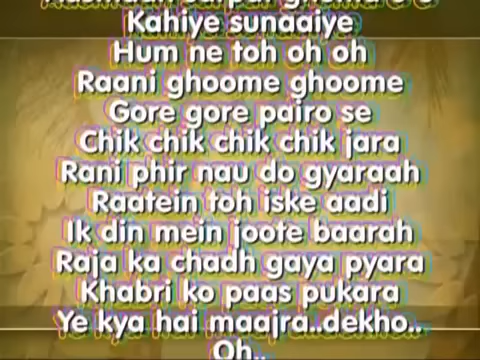 Kahiye sunaaiye
Hum ne toh oh oh
Raani ghoome ghoome
Gore gore pairo se
Chik chik chik chik jara
Rani phir nau do gyaraah
Raatein toh iske aadi
Ik din mein joote baarah
Raja ka chadh gaya pyara
Khabri ko paas pukara
Ye kya hai maajra..dekho..
Oh..